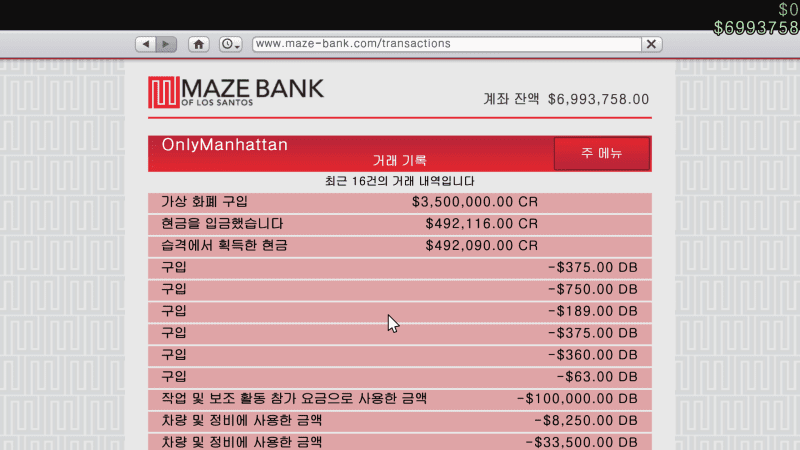 $0
$6993758
www.maze-bank.com/transactions
MAZE BANK
OF LOS SANTOS
계좌 잔액 $6,993,758.00
OnlyManhattan
거래 기록
주 메뉴
최근 16건의 거래 내역입니다
가상 화폐 구입 $3,500,000.00 CR
현금을 입금했습니다 $492,116.00 CR
습격에서 획득한 현금 $492,090.00 CR
구입 -$375.00 DB
구입 -$750.00 DB
구입 -$189.00 DB
구입 -$375.00 DB
구입 -$360.00 DB
구입 -$63.00 DB
작업 및 보조 활동 참가 요금으로 사용한 금액 -$100,000.00 DB
차량 및 정비에 사용한 금액 -$8,250.00 DB
차량 및 정비에 사용한 금액 -$33,500.00 DB